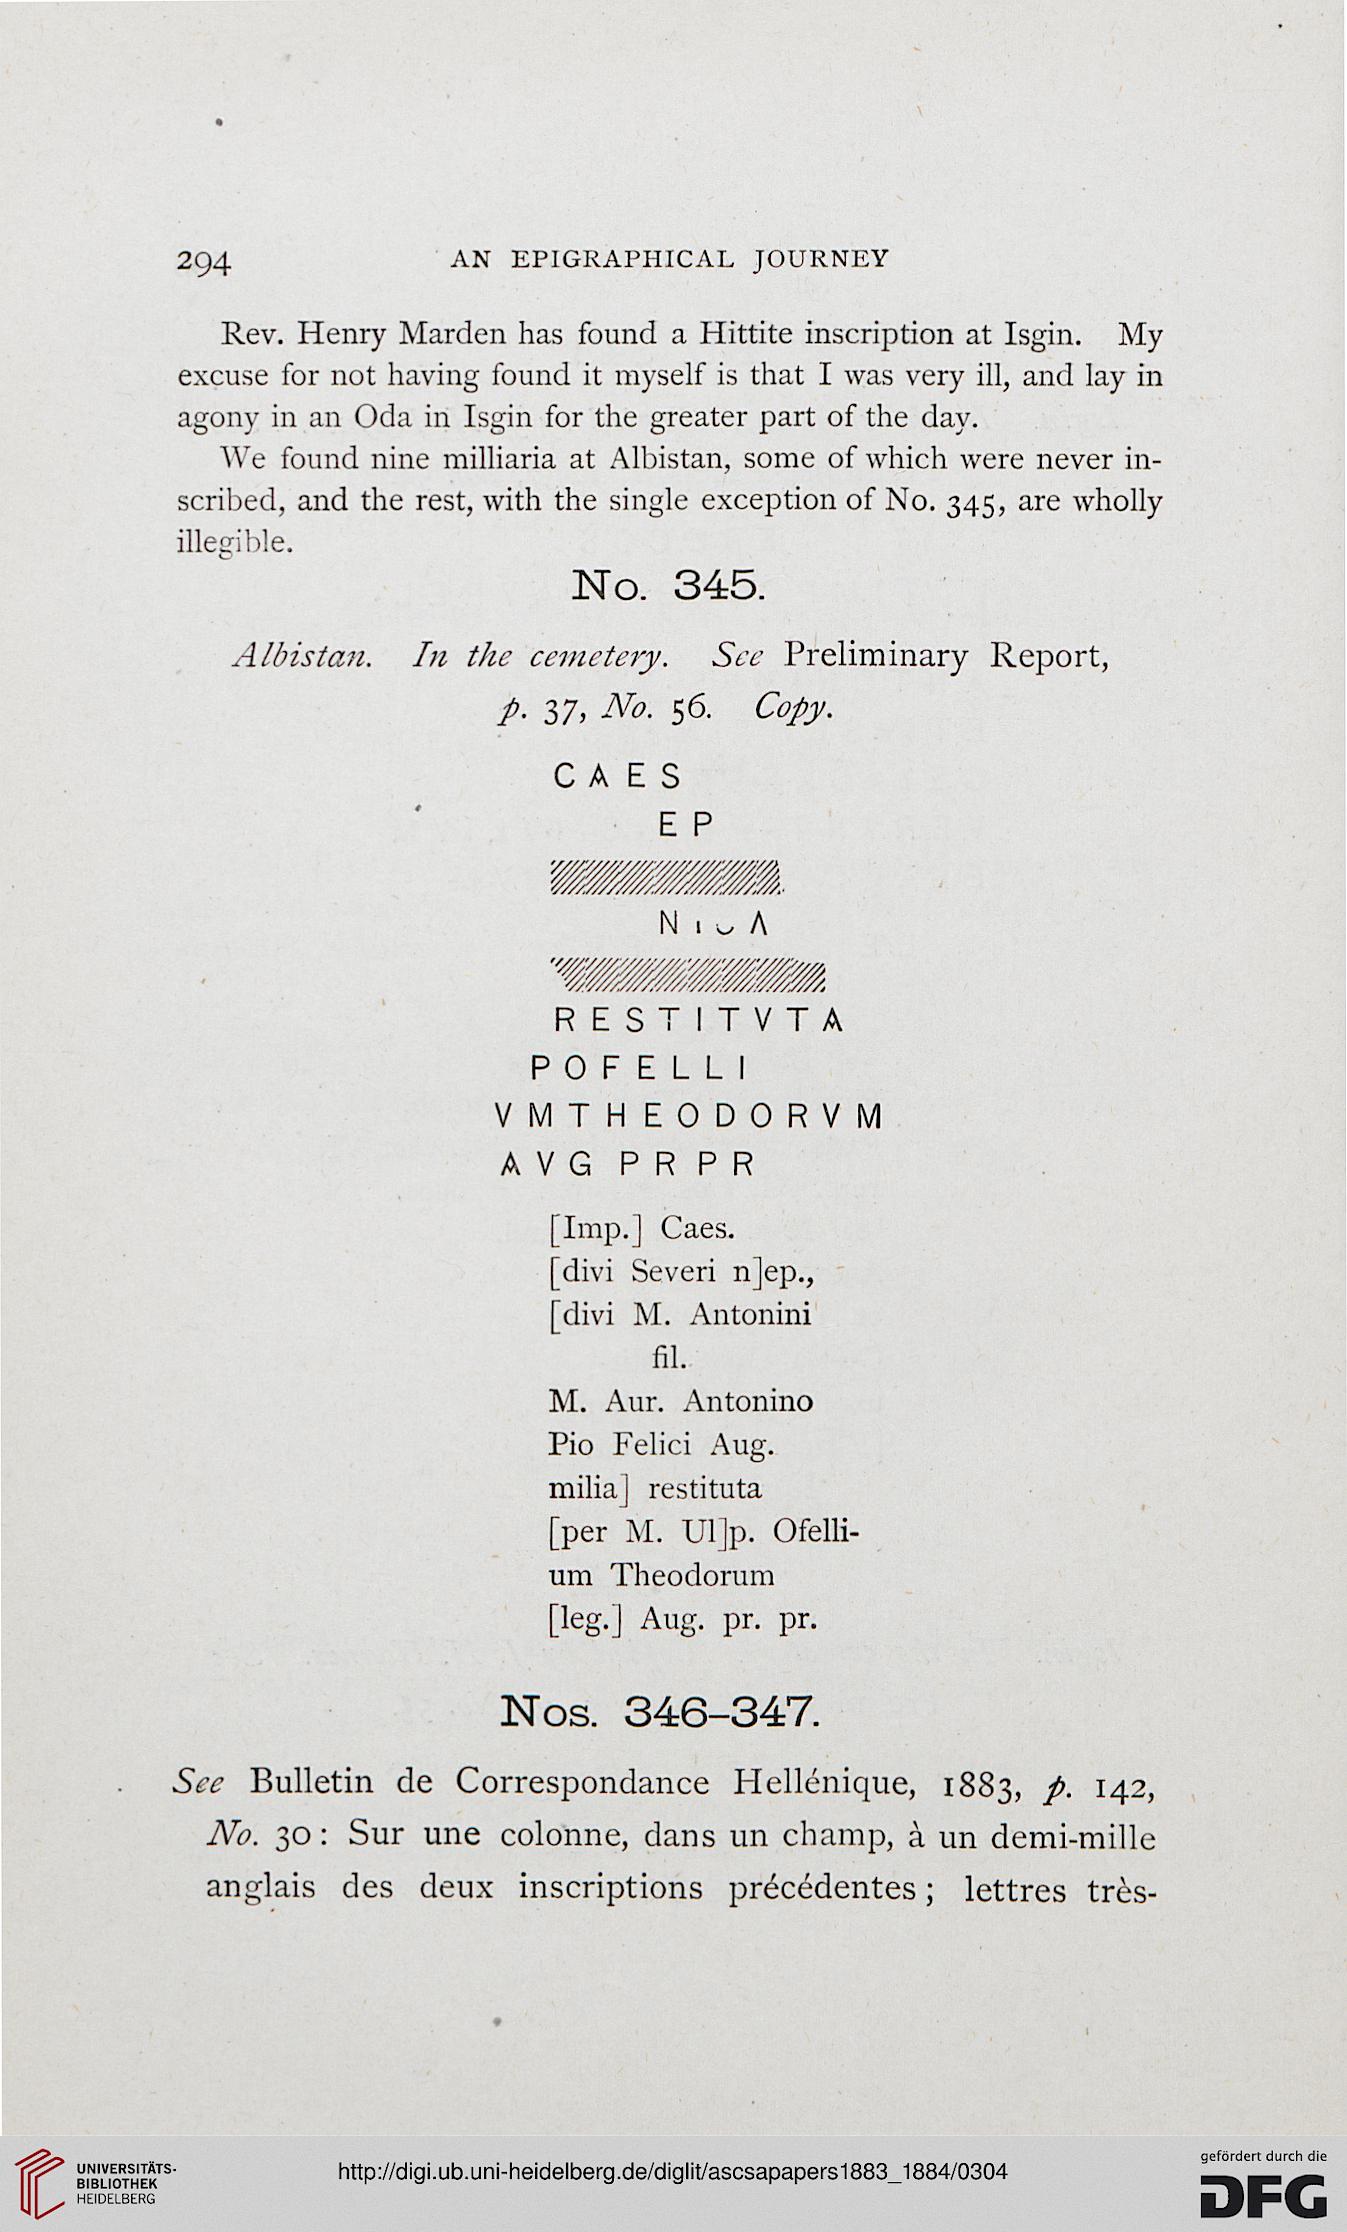 294 AN EPIGRAPHICAL JOURNEY
Rev. Henry Marden has found a Hittite inscription at Isgin. My
excuse for not having found it myself is that I was very ill, and lay in
agony in an Oda in Isgin for the greater part of the day.
We found nine milliaria at Albistan, some of which were never in-
scribed, and the rest, with the single exception of No. 345, are wholly
illegible.
No. 345.
Albistan. In the cemetery. See Preliminary Report,
p. 37, No. 56. Copy.
CAES
EP
N I ᴗ Λ
RESTITVTA
POFELLI
VMTHEODORVM
AVG PRPR
[Imp.] Caes.
[divi Severi n]ep.,
[divi M. Antonini
fil.
M. Aur. Antonino
Pio Felici Aug.
milia] restituta
[per M. Ul]p. Ofelli-
um Theodorum
[leg.] Aug. pr. pr.
Nos. 346–347.
See Bulletin de Correspondance Hellénique, 1883, p. 142,
No. 30: Sur une colonne, dans un champ, à un demi-mille
anglais des deux inscriptions précédentes; lettres très-
UNIVERSITÄTS-
BIBLIOTHEK
HEIDELBERG
http://digi.ub.uni-heidelberg.de/diglit/ascsapapers1883_1884/0304
gefördert durch die
DFG